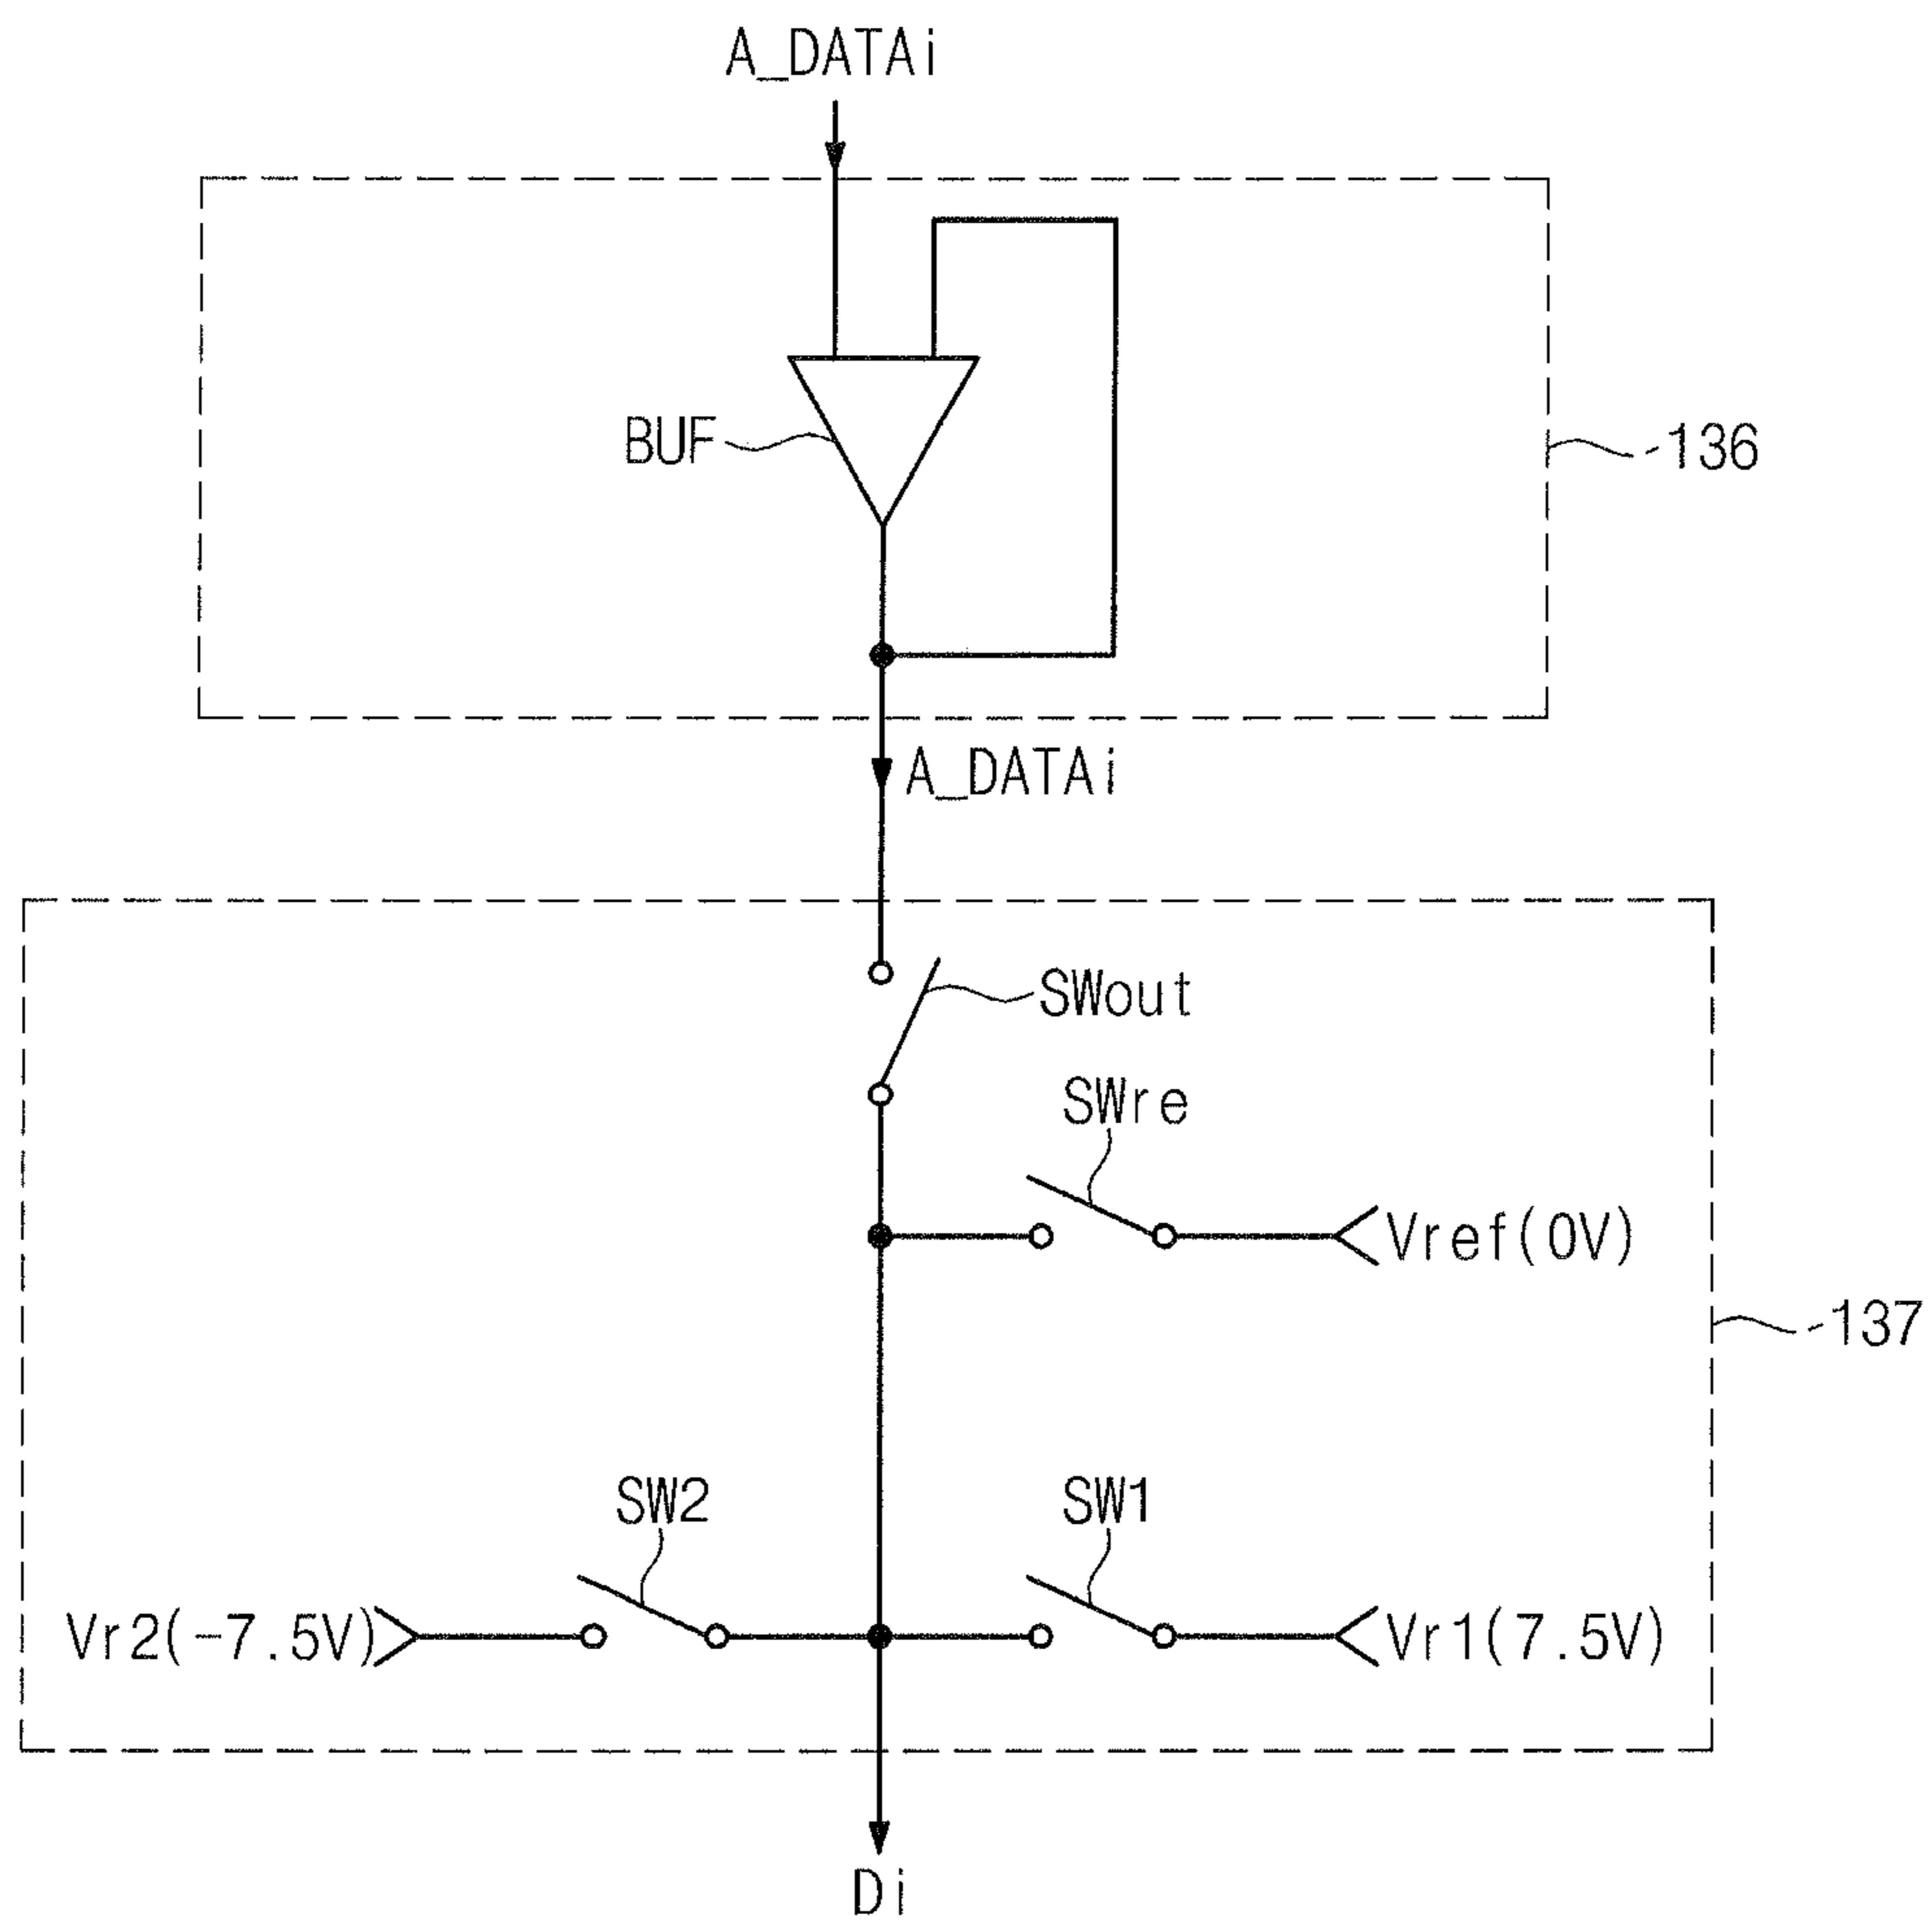 A_DATAi
BUF
136
A_DATAi
SWout
SWre
Vref(0V)
137
SW2
SW1
Vr2(-7.5V)
Vr1(7.5V)
Di